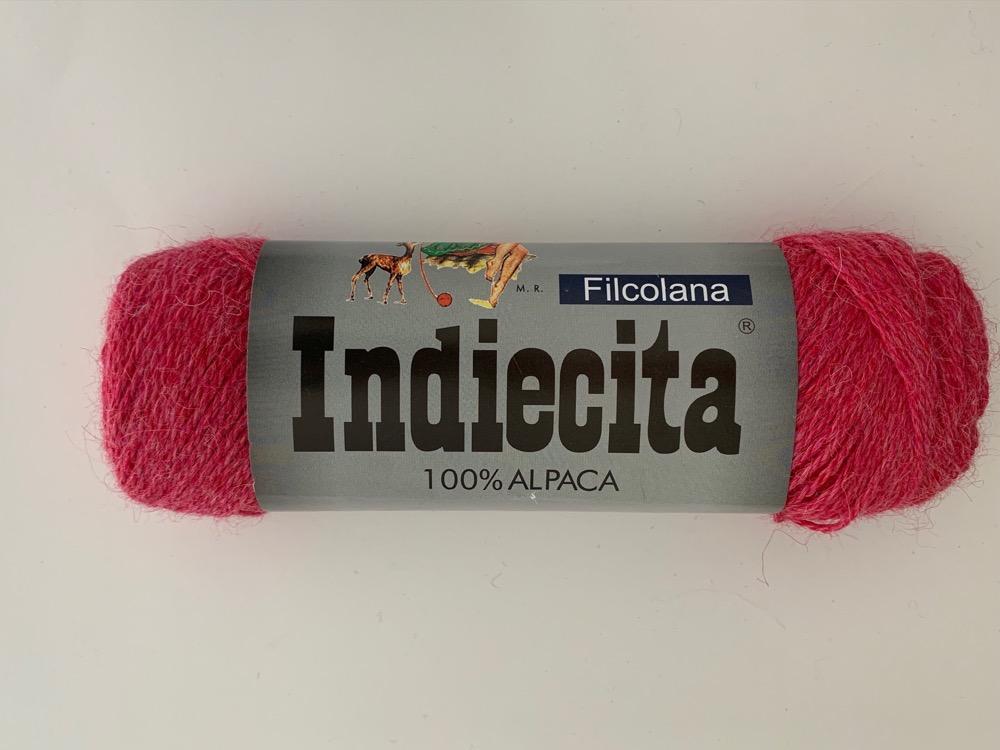 M. R.
Filcolana
Indiecita®
100% ALPACA